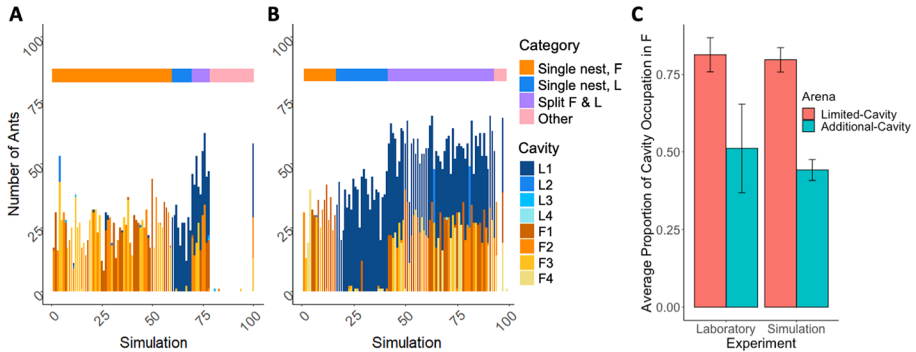 A
Number of Ants
100
75
50
25
0
0 25 50 75 100
Simulation
B
100
75
50
25
0
0 25 50 75 100
Simulation
Category
Single nest, F
Single nest, L
Split F & L
Other
Cavity
L1
L2
L3
L4
F1
F2
F3
F4
C
Average Proportion of Cavity Occupation in F
0.75
0.50
0.25
0.00
Laboratory Simulation
Experiment
Arena
Limited-Cavity
Additional-Cavity